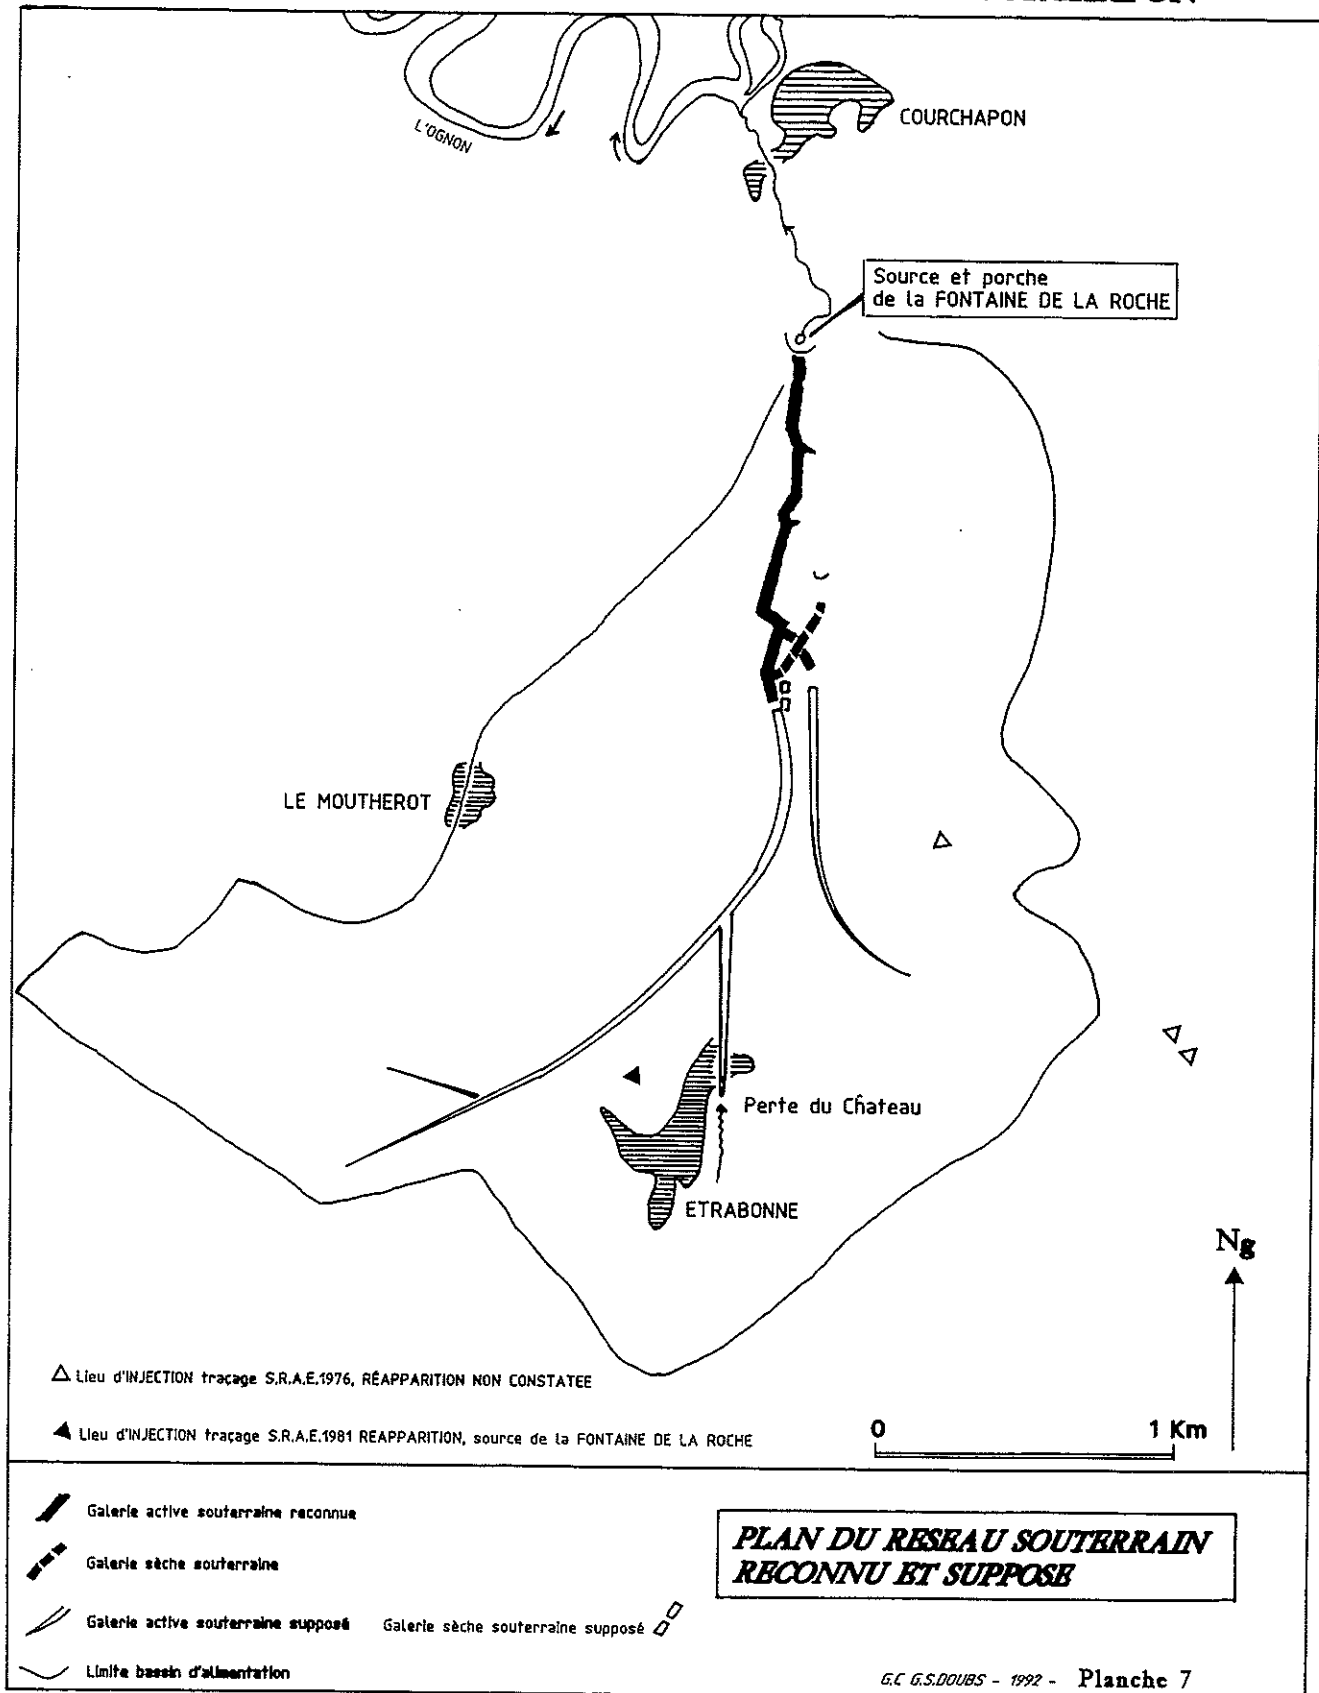 COURCHAPON
L'OGNON
Source et porche
de la FONTAINE DE LA ROCHE
LE MOUTHEROT
Perte du Chateau
ETRABONNE
Ng
Lieu d'INJECTION traçage S.R.A.E.1976, RÉAPPARITION NON CONSTATEE
Lieu d'INJECTION traçage S.R.A.E.1981 REAPPARITION, source de la FONTAINE DE LA ROCHE
0 1 Km
Galerie active souterraine reconnue
Galerie sèche souterraine
Galerie active souterraine supposé Galerie sèche souterraine supposé
Limite bassin d'alimentation
PLAN DU RESEAU SOUTERRAIN
RECONNU ET SUPPOSE
G.C G.S.DOUBS - 1992 - Planche 7